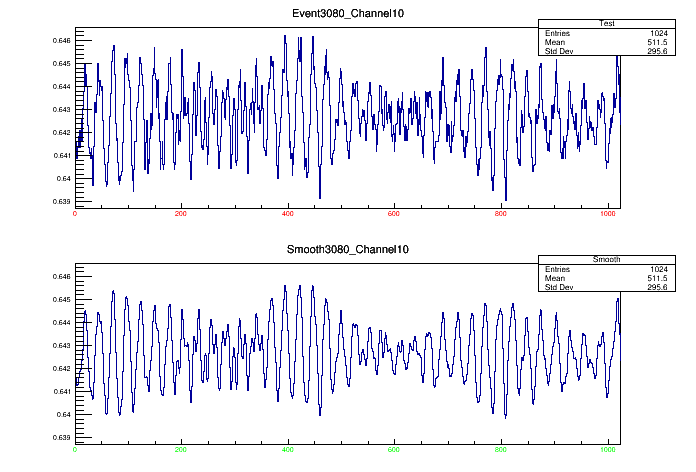 Event3080_Channel10
Test
Entries 1024
Mean 511.5
Std Dev 295.6
0.646
0.645
0.644
0.643
0.642
0.641
0.64
0.639
0 200 400 600 800 1000
Smooth3080_Channel10
Smooth
Entries 1024
Mean 511.5
Std Dev 295.6
0.646
0.645
0.644
0.643
0.642
0.641
0.64
0.639
0 200 400 600 800 1000